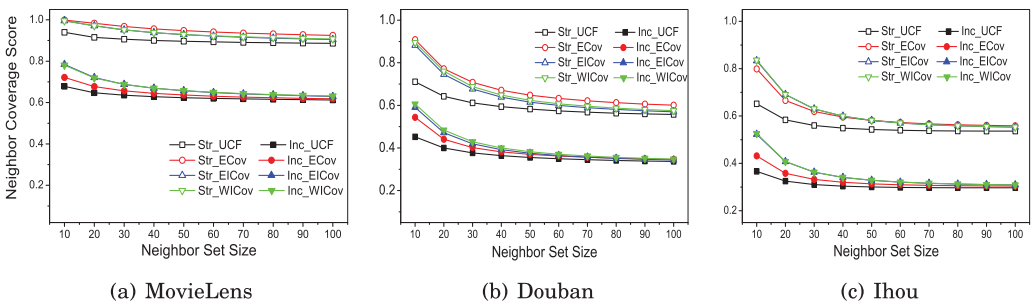 Neighbor Coverage Score
1.0
0.8
0.6
0.4
0.2
Str_UCF Inc_UCF
Str_ECov Inc_ECov
Str_EICov Inc_EICov
Str_WICov Inc_WICov
10 20 30 40 50 60 70 80 90 100
Neighbor Set Size
(a) MovieLens
1.0
0.8
0.6
0.4
0.2
Str_UCF Inc_UCF
Str_ECov Inc_ECov
Str_EICov Inc_EICov
Str_WICov Inc_WICov
10 20 30 40 50 60 70 80 90 100
Neighbor Set Size
(b) Douban
1.0
0.8
0.6
0.4
0.2
Str_UCF Inc_UCF
Str_ECov Inc_ECov
Str_EICov Inc_EICov
Str_WICov Inc_WICov
10 20 30 40 50 60 70 80 90 100
Neighbor Set Size
(c) Ihou